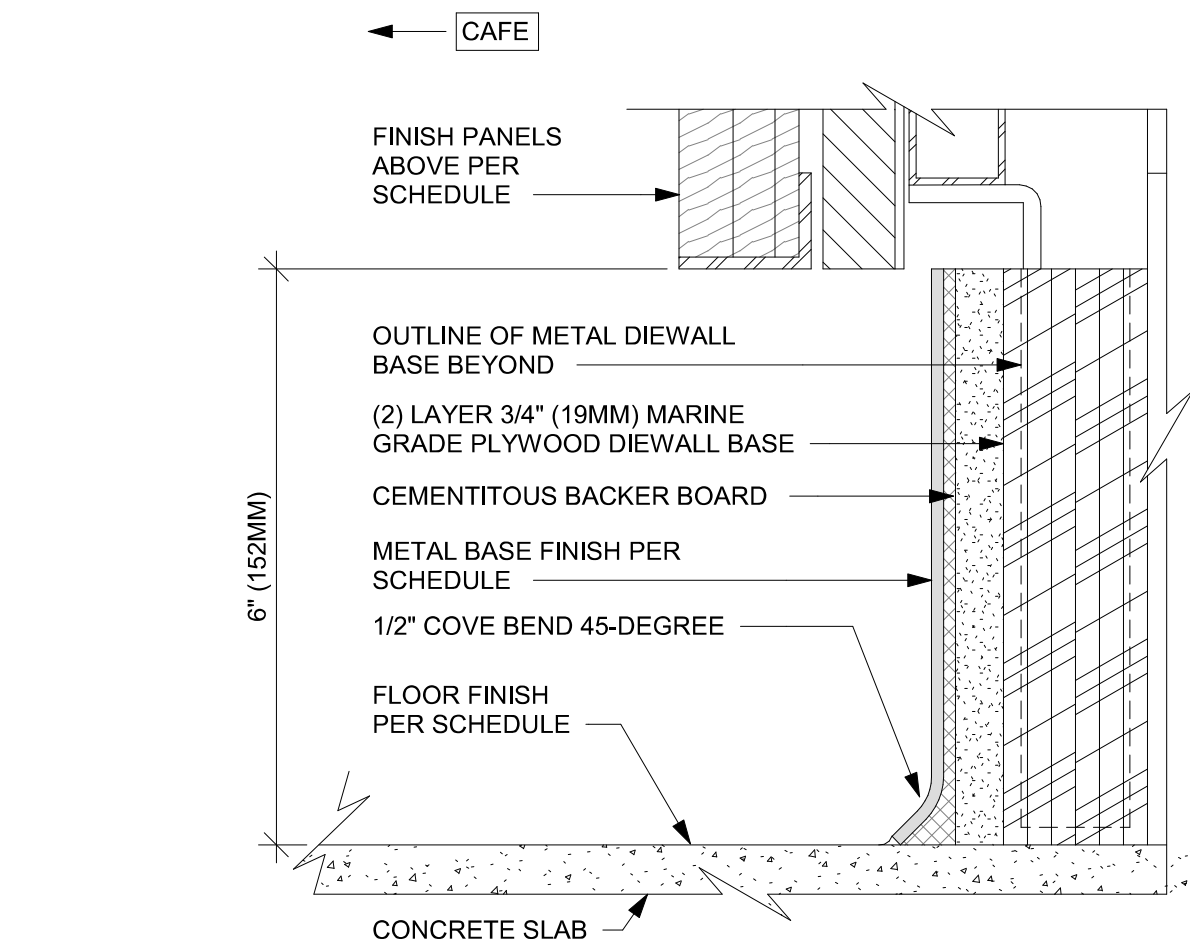 CAFE
FINISH PANELS
ABOVE PER
SCHEDULE
OUTLINE OF METAL DIEWALL
BASE BEYOND
(2) LAYER 3/4" (19MM) MARINE
GRADE PLYWOOD DIEWALL BASE
CEMENTITOUS BACKER BOARD
METAL BASE FINISH PER
SCHEDULE
1/2" COVE BEND 45-DEGREE
FLOOR FINISH
PER SCHEDULE
6" (152MM)
CONCRETE SLAB